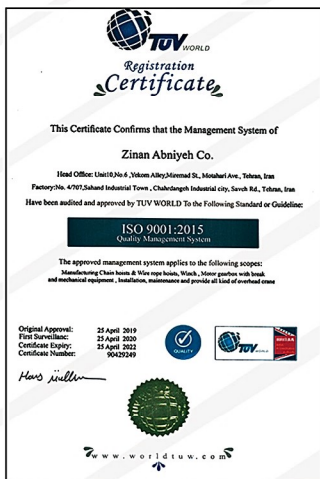 TUV WORLD
Registration
Certificate
This Certificate Confirms that the Management System of
Zinan Abniyeh Co.
Head Office: Unit10,No.6 ,Yekom Alley,Miremad St., Motahari Ave., Tehran, Iran
Factory:No. 4/707,Sahand Industrial Town , Chahrdangeh Industrial city, Saveh Rd., Tehran, Iran
Have been audited and approved by TUV WORLD To the Following Standard or Guideline:
ISO 9001:2015
Quality Management System
The approved management system applies to the following scopes:
Manufacturing Chain hoists & Wire rope hoists, Winch , Motor gearbox with break
and mechanical equipment , Installation, maintenance and provide all kind of overhead crane
Original Approval: 25 April 2019
First Surveillanc: 25 April 2020
Certificate Expiry: 25 April 2022
Certificate Number: 90429249
QUALITY
TUV WORLD
www.worldtuw.com